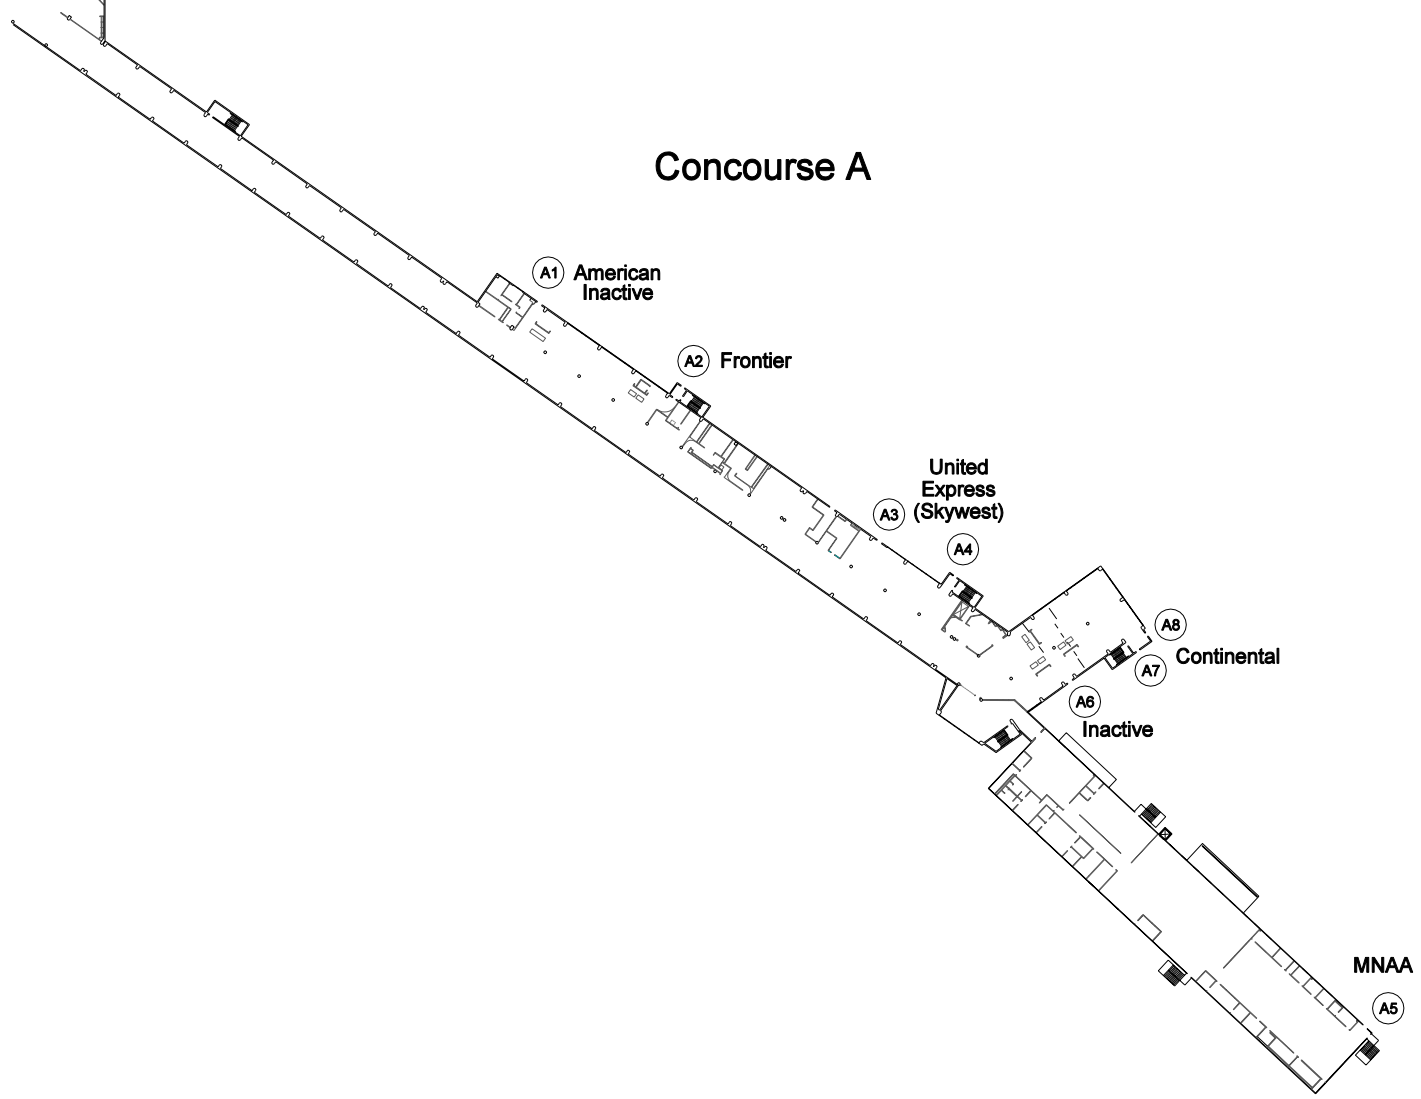 Concourse A
A1
American
Inactive
A2
Frontier
United
Express
(Skywest)
A3
A4
A8
Continental
A7
A6
Inactive
MNAA
A5